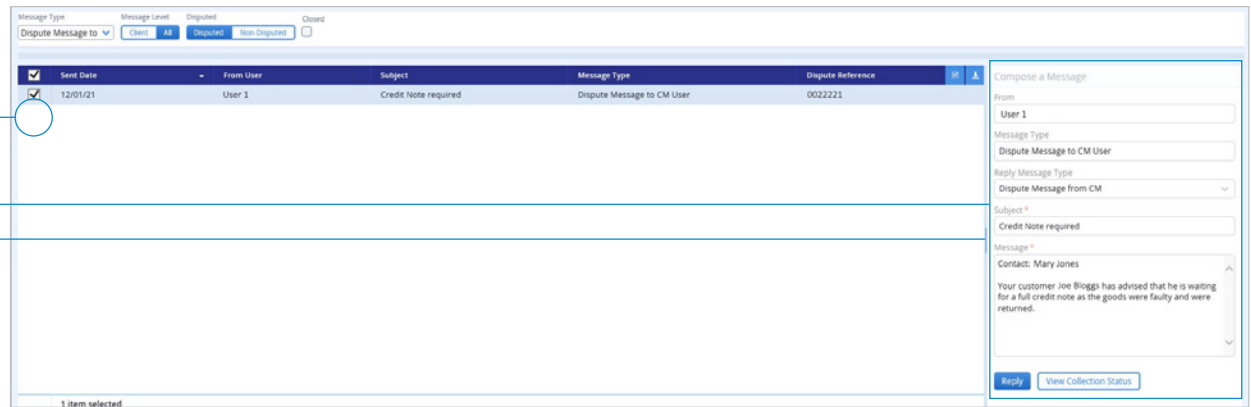 Message Type Message Level Disputed Closed
Dispute Message to Client All Disputed Non-Disputed
Sent Date From User Subject Message Type Dispute Reference
12/01/21 User 1 Credit Note required Dispute Message to CM User 0022221
1 item selected
Compose a Message
From
User 1
Message Type
Dispute Message to CM User
Reply Message Type
Dispute Message from CM
Subject *
Credit Note required
Message *
Contact: Mary Jones
Your customer Joe Bloggs has advised that he is waiting
for a full credit note as the goods were faulty and were
returned.
Reply View Collection Status